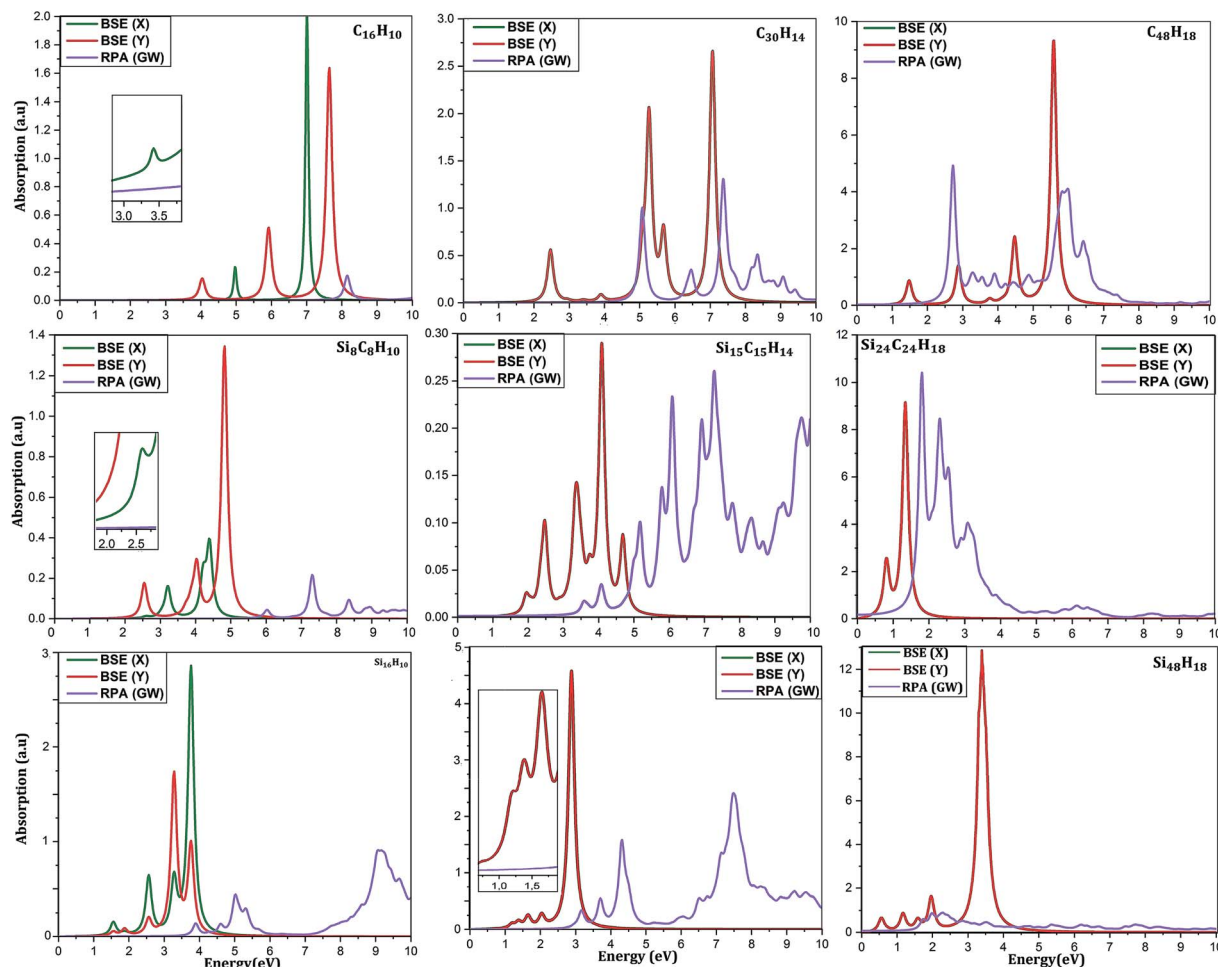 BSE (X)
BSE (Y)
RPA (GW)
C16H10
Absorption (a.u)
2.0
1.8
1.6
1.4
1.2
1.0
0.8
0.6
0.4
0.2
0.0
3.0 3.5
0 1 2 3 4 5 6 7 8 9 10
BSE (X)
BSE (Y)
RPA (GW)
C30H14
3.0
2.5
2.0
1.5
1.0
0.5
0.0
0 1 2 3 4 5 6 7 8 9 10
BSE (X)
BSE (Y)
RPA (GW)
C48H18
10
8
6
4
2
0
0 1 2 3 4 5 6 7 8 9 10
BSE (X)
BSE (Y)
RPA (GW)
Si8C8H10
Absorption (a.u)
1.4
1.2
1.0
0.8
0.6
0.4
0.2
0.0
2.0 2.5
0 1 2 3 4 5 6 7 8 9 10
BSE (X)
BSE (Y)
RPA (GW)
Si15C15H14
0.30
0.25
0.20
0.15
0.10
0.05
0.00
0 1 2 3 4 5 6 7 8 9 10
Si24C24H18
BSE (X)
BSE (Y)
RPA (GW)
12
10
8
6
4
2
0
0 1 2 3 4 5 6 7 8 9 10
BSE (X)
BSE (Y)
RPA (GW)
Si16H10
Absorption (a.u)
3
2
1
0
0 1 2 3 4 5 6 7 8 9 10
Energy(eV)
BSE (X)
BSE (Y)
RPA (GW)
5
4
3
2
1
0
1,0 1,5
0 1 2 3 4 5 6 7 8 9 10
Energy (eV)
BSE (X)
BSE (Y)
RPA (GW)
Si48H18
12
10
8
6
4
2
0
0 1 2 3 4 5 6 7 8 9 10
Energy(eV)